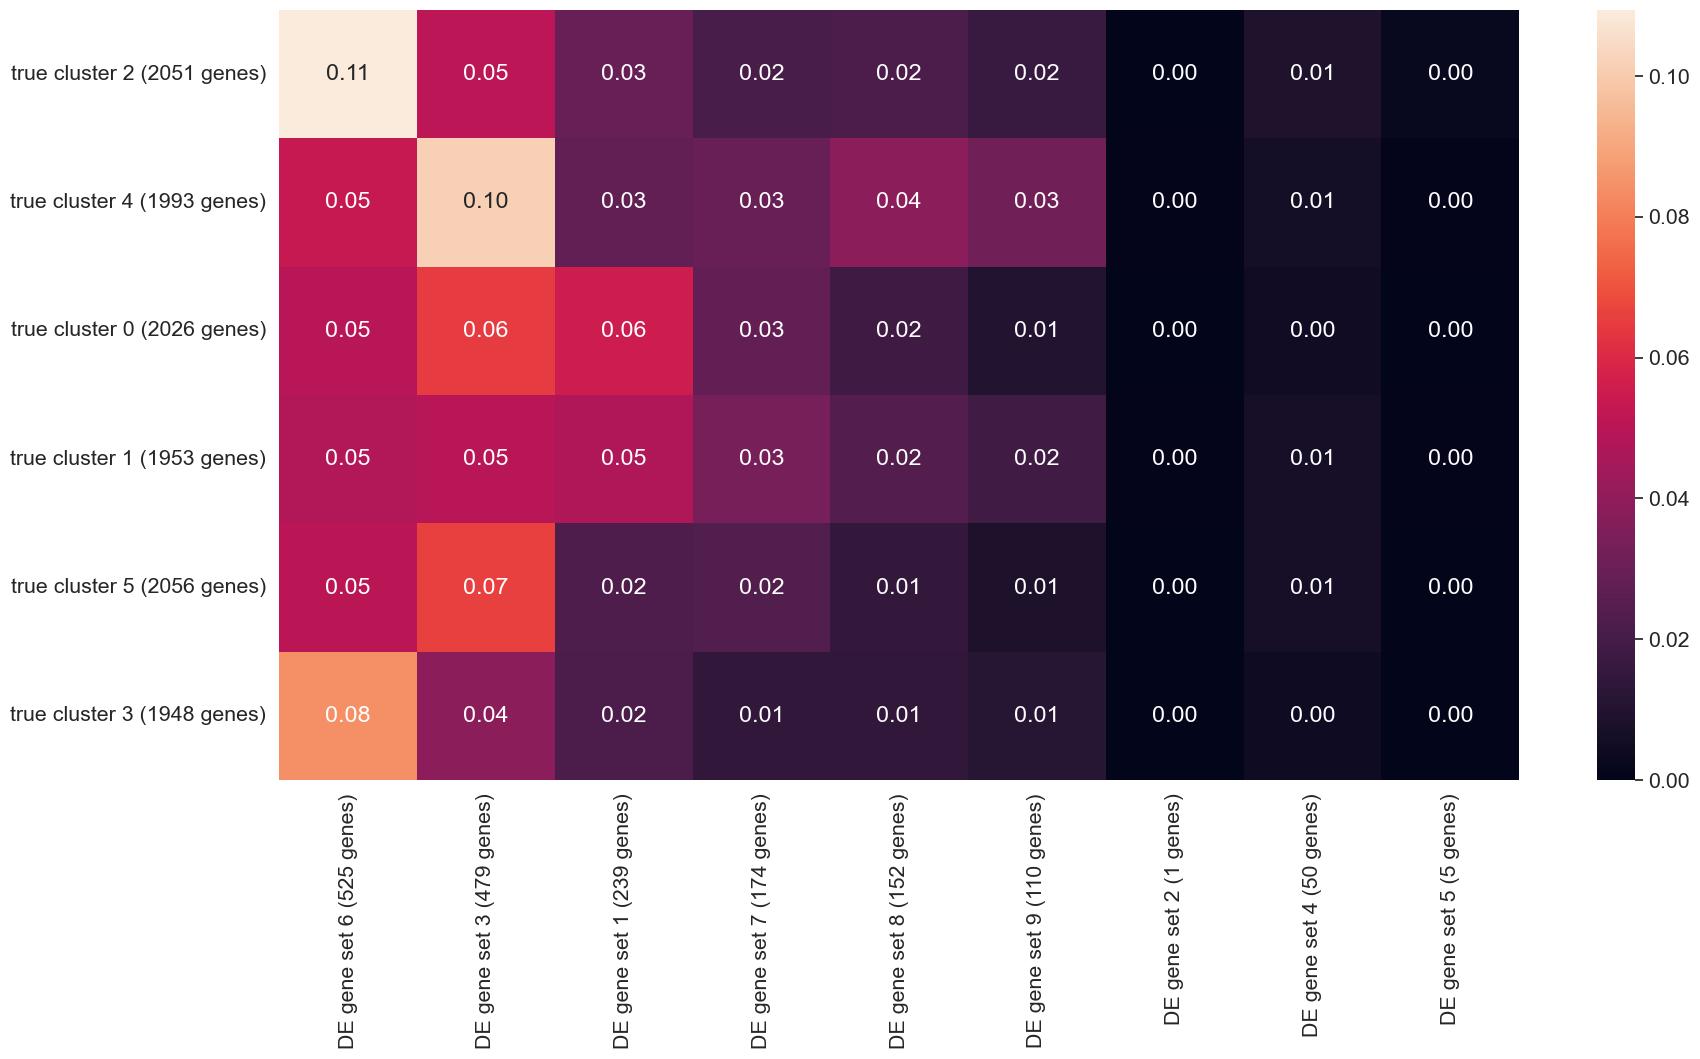 true cluster 2 (2051 genes) 0.11 0.05 0.03 0.02 0.02 0.02 0.00 0.01 0.00
true cluster 4 (1993 genes) 0.05 0.10 0.03 0.03 0.04 0.03 0.00 0.01 0.00
true cluster 0 (2026 genes) 0.05 0.06 0.06 0.03 0.02 0.01 0.00 0.00 0.00
true cluster 1 (1953 genes) 0.05 0.05 0.05 0.03 0.02 0.02 0.00 0.01 0.00
true cluster 5 (2056 genes) 0.05 0.07 0.02 0.02 0.01 0.01 0.00 0.01 0.00
true cluster 3 (1948 genes) 0.08 0.04 0.02 0.01 0.01 0.01 0.00 0.00 0.00
DE gene set 6 (525 genes)
DE gene set 3 (479 genes)
DE gene set 1 (239 genes)
DE gene set 7 (174 genes)
DE gene set 8 (152 genes)
DE gene set 9 (110 genes)
DE gene set 2 (1 genes)
DE gene set 4 (50 genes)
DE gene set 5 (5 genes)
0.10
0.08
0.06
0.04
0.02
0.00